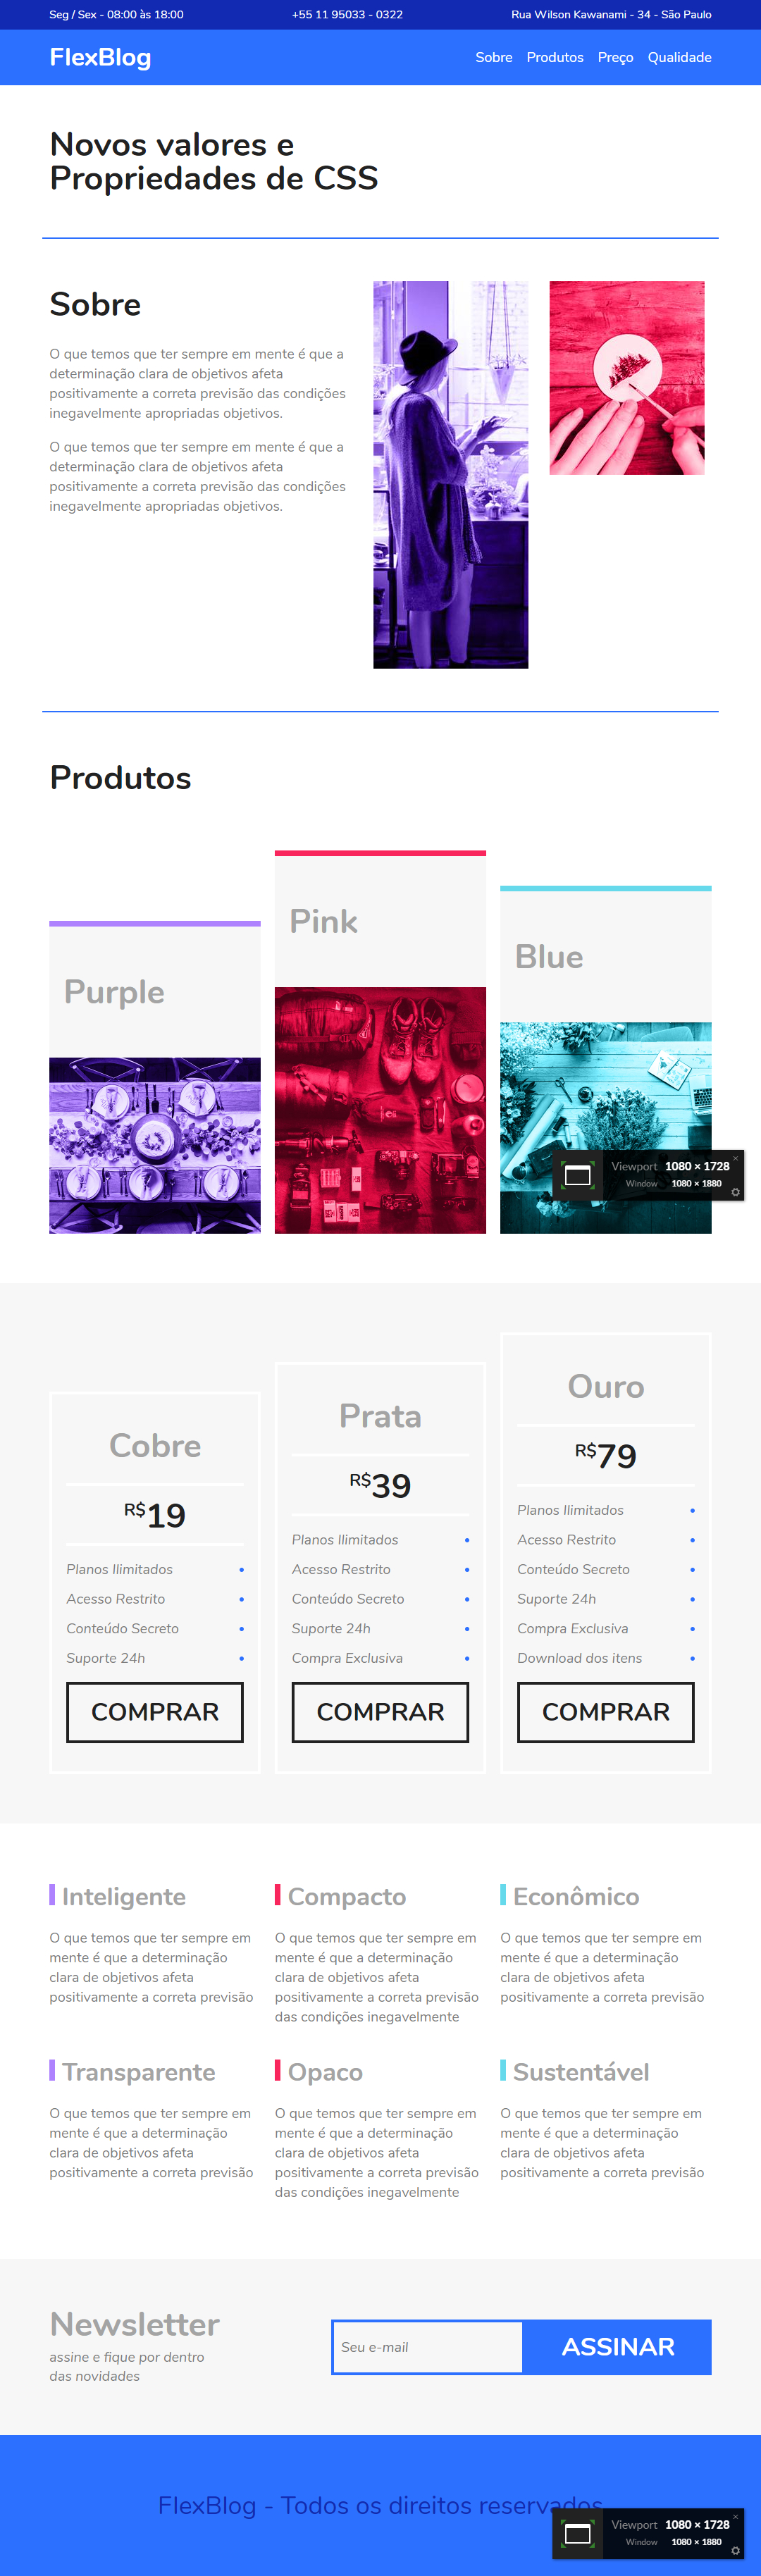 Seg / Sex - 08:00 às 18:00
+55 11 95033 - 0322
Rua Wilson Kawanami - 34 - São Paulo
FlexBlog
Sobre Produtos Preço Qualidade
Novos valores e
Propriedades de CSS
Sobre
O que temos que ter sempre em mente é que a
determinação clara de objetivos afeta
positivamente a correta previsão das condições
inegavelmente apropriadas objetivos.
O que temos que ter sempre em mente é que a
determinação clara de objetivos afeta
positivamente a correta previsão das condições
inegavelmente apropriadas objetivos.
Produtos
Purple
Pink
Blue
Viewport 1080 × 1728
Window 1080 × 1880
Cobre
R$19
Planos Ilimitados
Acesso Restrito
Conteúdo Secreto
Suporte 24h
COMPRAR
Prata
R$39
Planos Ilimitados
Acesso Restrito
Conteúdo Secreto
Suporte 24h
Compra Exclusiva
COMPRAR
Ouro
R$79
Planos Ilimitados
Acesso Restrito
Conteúdo Secreto
Suporte 24h
Compra Exclusiva
Download dos itens
COMPRAR
Inteligente
O que temos que ter sempre em
mente é que a determinação
clara de objetivos afeta
positivamente a correta previsão
Compacto
O que temos que ter sempre em
mente é que a determinação
clara de objetivos afeta
positivamente a correta previsão
das condições inegavelmente
Econômico
O que temos que ter sempre em
mente é que a determinação
clara de objetivos afeta
positivamente a correta previsão
Transparente
O que temos que ter sempre em
mente é que a determinação
clara de objetivos afeta
positivamente a correta previsão
Opaco
O que temos que ter sempre em
mente é que a determinação
clara de objetivos afeta
positivamente a correta previsão
das condições inegavelmente
Sustentável
O que temos que ter sempre em
mente é que a determinação
clara de objetivos afeta
positivamente a correta previsão
Newsletter
assine e fique por dentro
das novidades
Seu e-mail
ASSINAR
FlexBlog - Todos os direitos reservados
Viewport 1080 × 1728
Window 1080 × 1880